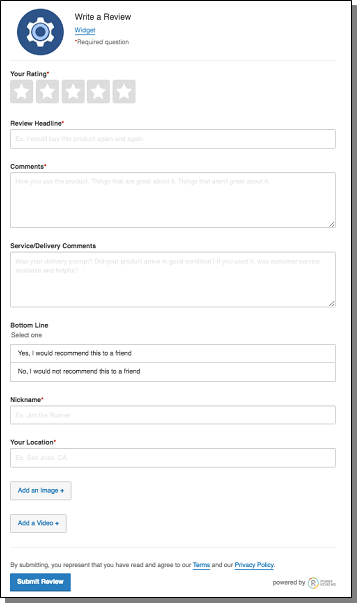 Write a Review
Widget
*Required question
Your Rating*
Review Headline*
Ex. I would buy this product again and again
Comments*
How you use the product. Things that are great about it. Things that aren't great about it.
Service/Delivery Comments
Was your delivery prompt? Did your product arrive in good condition? If you used it, was customer service
available and helpful?
Bottom Line
Select one
Yes, I would recommend this to a friend
No, I would not recommend this to a friend
Nickname*
Ex. Jim the Runner
Your Location*
Ex. San Jose, CA
Add an Image +
Add a Video +
By submitting, you represent that you have read and agree to our Terms and our Privacy Policy.
Submit Review
powered by
POWER
REVIEWS